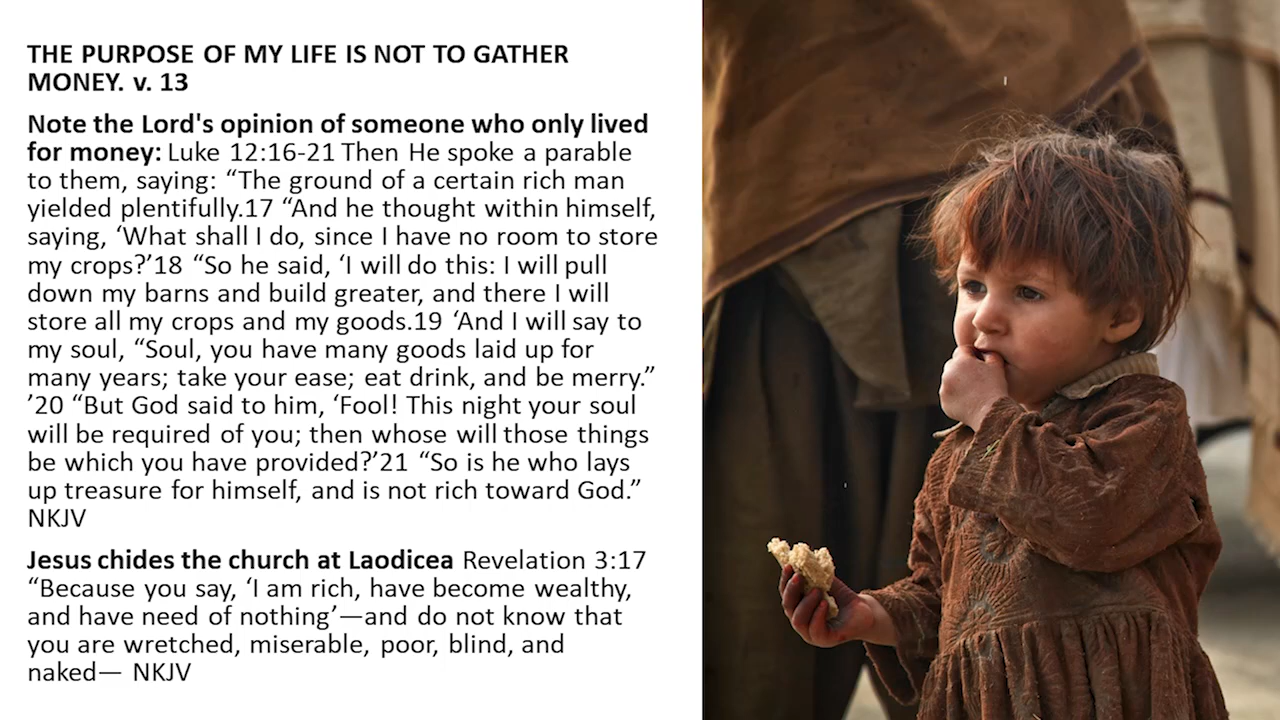 THE PURPOSE OF MY LIFE IS NOT TO GATHER
MONEY. v. 13
Note the Lord's opinion of someone who only lived
for money: Luke 12:16-21 Then He spoke a parable
to them, saying: “The ground of a certain rich man
yielded plentifully.17 “And he thought within himself,
saying, ‘What shall I do, since I have no room to store
my crops?’18 “So he said, ‘I will do this: I will pull
down my barns and build greater, and there I will
store all my crops and my goods.19 ‘And I will say to
my soul, “Soul, you have many goods laid up for
many years; take your ease; eat drink, and be merry.”
’20 “But God said to him, ‘Fool! This night your soul
will be required of you; then whose will those things
be which you have provided?’21 “So is he who lays
up treasure for himself, and is not rich toward God.”
NKJV
Jesus chides the church at Laodicea Revelation 3:17
“Because you say, ‘I am rich, have become wealthy,
and have need of nothing’—and do not know that
you are wretched, miserable, poor, blind, and
naked— NKJV